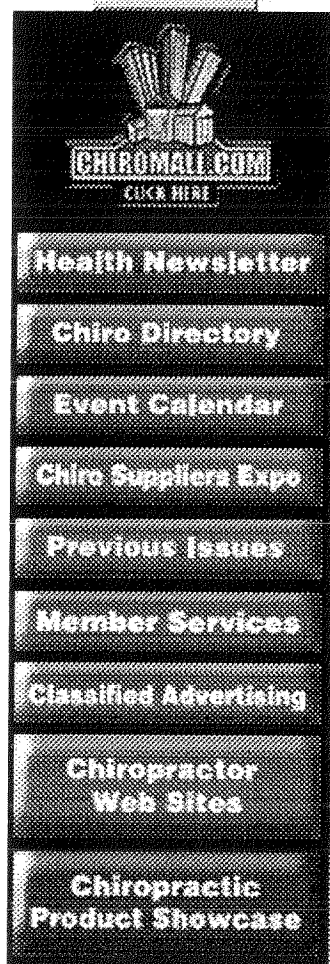 CHIROMALL.COM
CLICK HERE
Health Newsletter
Chiro Directory
Event Calendar
Chiro Suppliers Expo
Previous Issues
Member Services
Classified Advertising
Chiropractor
Web Sites
Chiropractic
Product Showcase